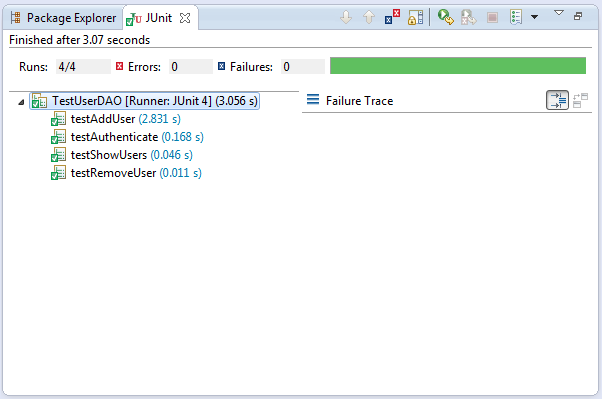 Package Explorer JUnit
Finished after 3.07 seconds
Runs: 4/4 Errors: 0 Failures: 0
TestUserDAO [Runner: JUnit 4] (3.056 s)
Failure Trace
testAddUser (2.831 s)
testAuthenticate (0.168 s)
testShowUsers (0.046 s)
testRemoveUser (0.011 s)